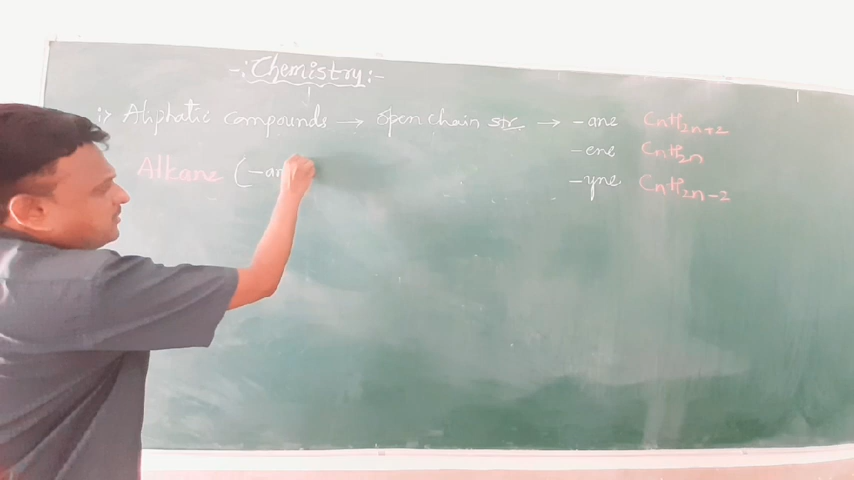 -: Chemistry :-
i> Aliphatic compounds → open chain str. → -ane CnH2n+2
-ene CnH2n
Alkane (-an
-yne CnH2n-2